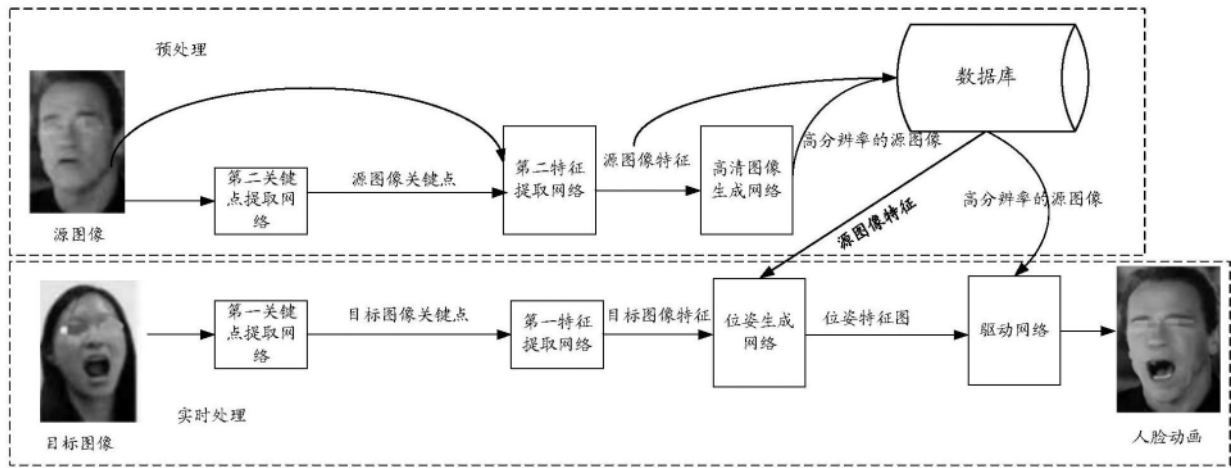 预处理
数据库
源图像特征
高分辨率的源图像
第二关键
点提取网
络
源图像关键点
第二特征
提取网络
高清图像
生成网络
源图像
源图像特征
高分辨率的源图像
第一关键
点提取网
络
目标图像关键点
第一特征
提取网络
目标图像特征
位姿生成
网络
位姿特征图
驱动网络
实时处理
目标图像
人脸动画